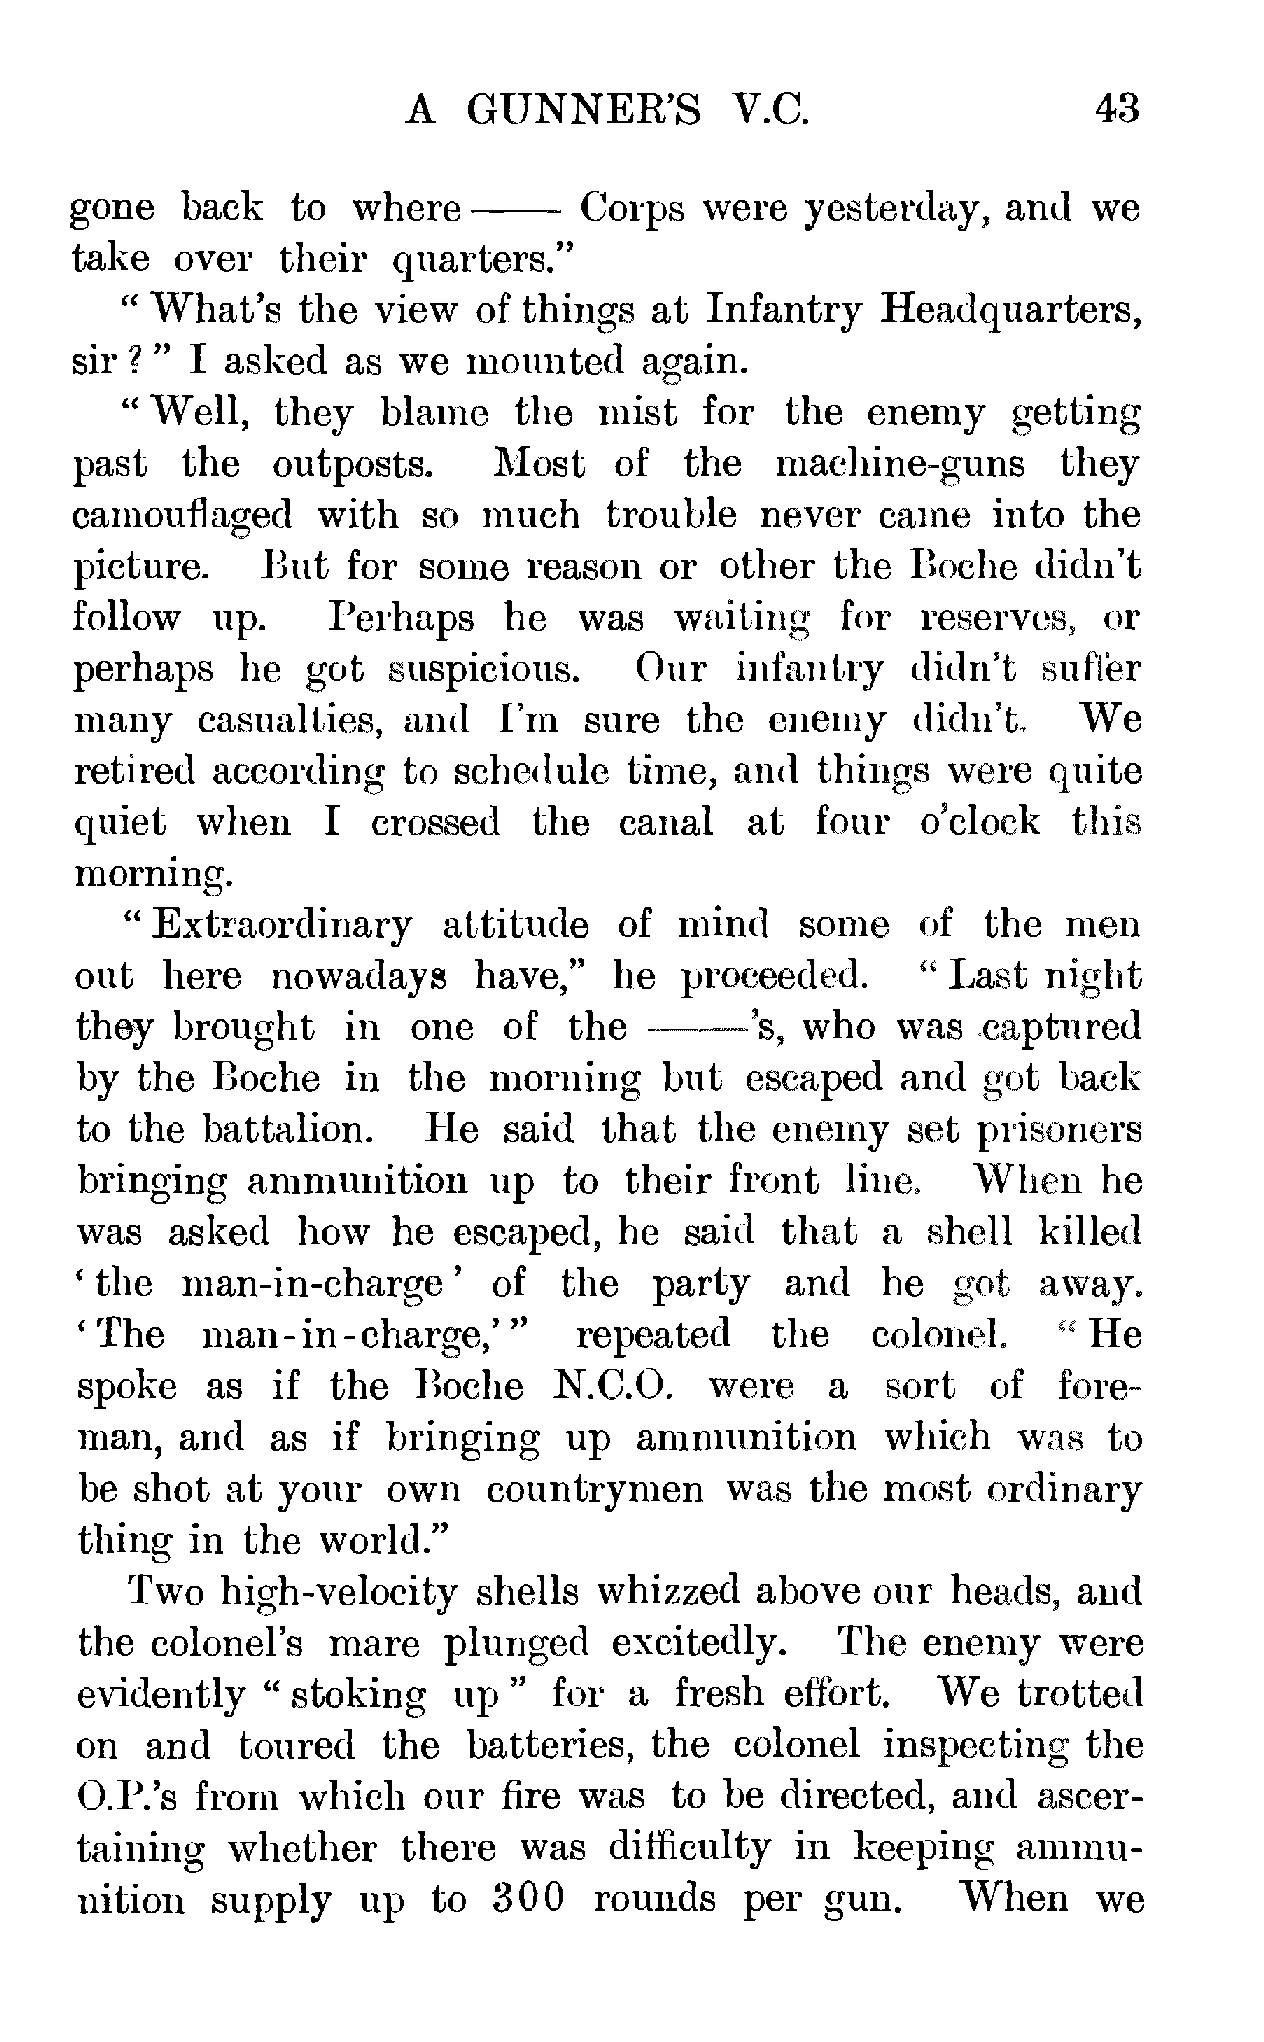 A GUNNER'S V.C. 43
gone back to where —— Corps were yesterday, and we
take over their quarters."
"What's the view of things at Infantry Headquarters,
sir?" I asked as we mounted again.
"Well, they blame the mist for the enemy getting
past the outposts. Most of the machine-guns they
camouflaged with so much trouble never came into the
picture. But for some reason or other the Boche didn't
follow up. Perhaps he was waiting for reserves, or
perhaps he got suspicious. Our infantry didn't suffer
many casualties, and I'm sure the enemy didn't. We
retired according to schedule time, and things were quite
quiet when I crossed the canal at four o'clock this
morning.
"Extraordinary attitude of mind some of the men
out here nowadays have," he proceeded. "Last night
they brought in one of the ——'s, who was captured
by the Boche in the morning but escaped and got back
to the battalion. He said that the enemy set prisoners
bringing ammunition up to their front line. When he
was asked how he escaped, he said that a shell killed
'the man-in-charge' of the party and he got away.
'The man-in-charge,'" repeated the colonel. "He
spoke as if the Boche N.C.O. were a sort of fore-
man, and as if bringing up ammunition which was to
be shot at your own countrymen was the most ordinary
thing in the world."
Two high-velocity shells whizzed above our heads, and
the colonel's mare plunged excitedly. The enemy were
evidently "stoking up" for a fresh effort. We trotted
on and toured the batteries, the colonel inspecting the
O.P.'s from which our fire was to be directed, and ascer-
taining whether there was difficulty in keeping ammu-
nition supply up to 300 rounds per gun. When we